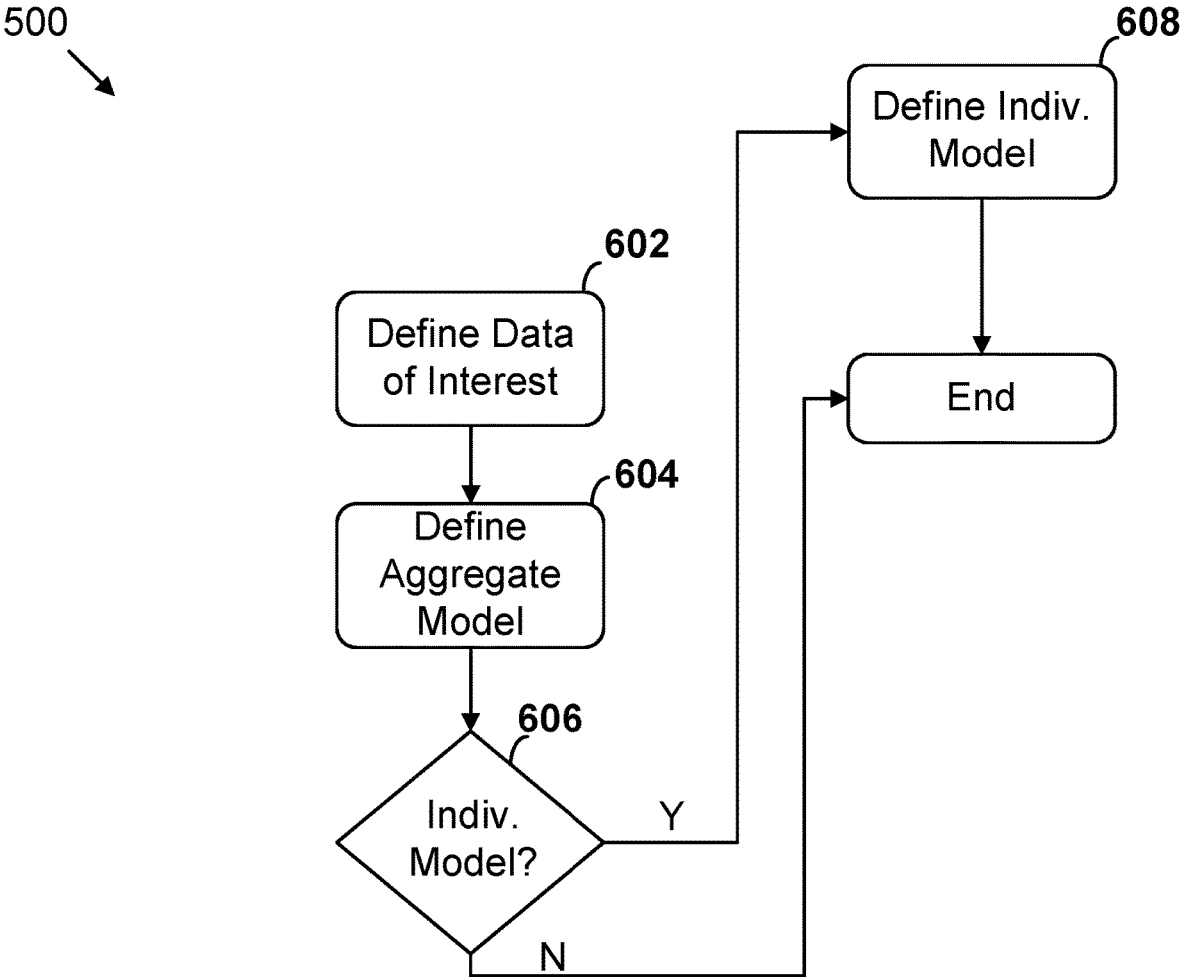 500
608
Define Indiv.
Model
602
Define Data
of Interest
End
604
Define
Aggregate
Model
606
Indiv.
Model?
Y
N